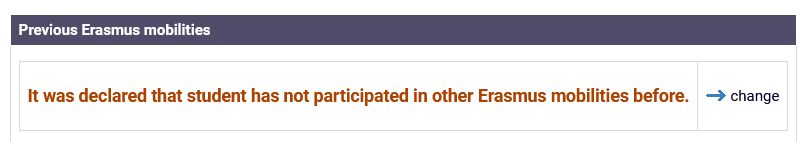 Previous Erasmus mobilities
It was declared that student has not participated in other Erasmus mobilities before. change